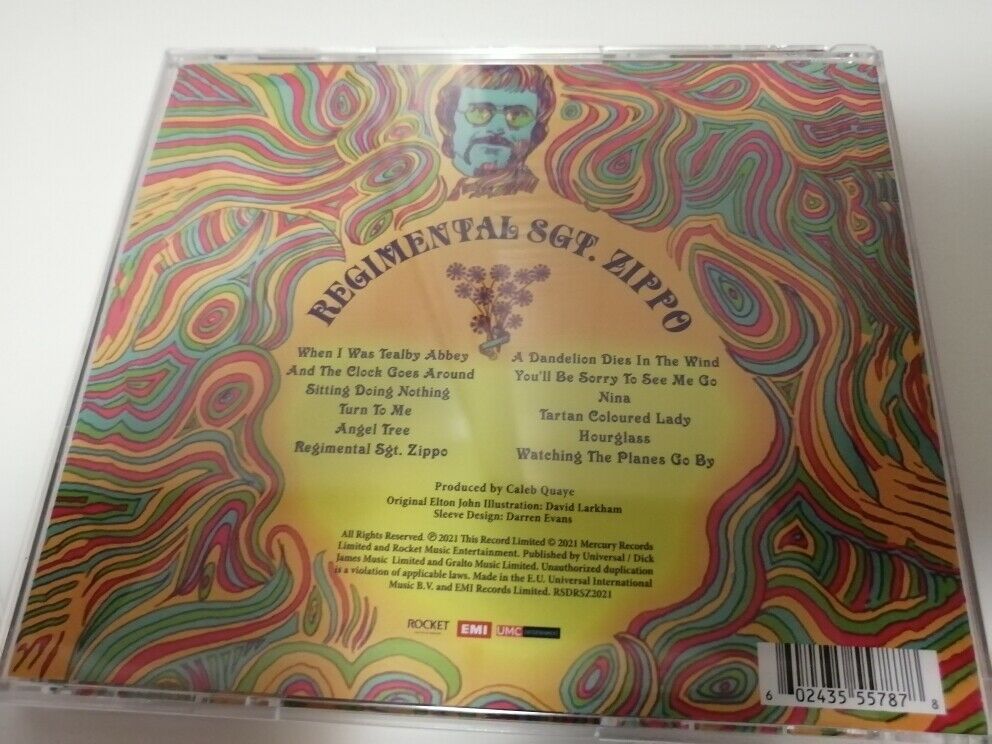 REGIMENTAL SGT. ZIPPO
When I Was Tealby Abbey
And The Clock Goes Around
Sitting Doing Nothing
Turn To Me
Angel Tree
Regimental Sgt. Zippo
A Dandelion Dies In The Wind
You'll Be Sorry To See Me Go
Nina
Tartan Coloured Lady
Hourglass
Watching The Planes Go By
Produced by Caleb Quaye
Original Elton John Illustration: David Larkham
Sleeve Design: Darren Evans
All Rights Reserved. ℗ 2021 This Record Limited © 2021 Mercury Records
Limited and Rocket Music Entertainment. Published by Universal / Dick
James Music Limited and Gralto Music Limited. Unauthorized duplication
is a violation of applicable laws. Made in the E.U. Universal International
Music B.V. and EMI Records Limited. RSDRSZ2021
ROCKET EMI UMC
6 02435 55787 8